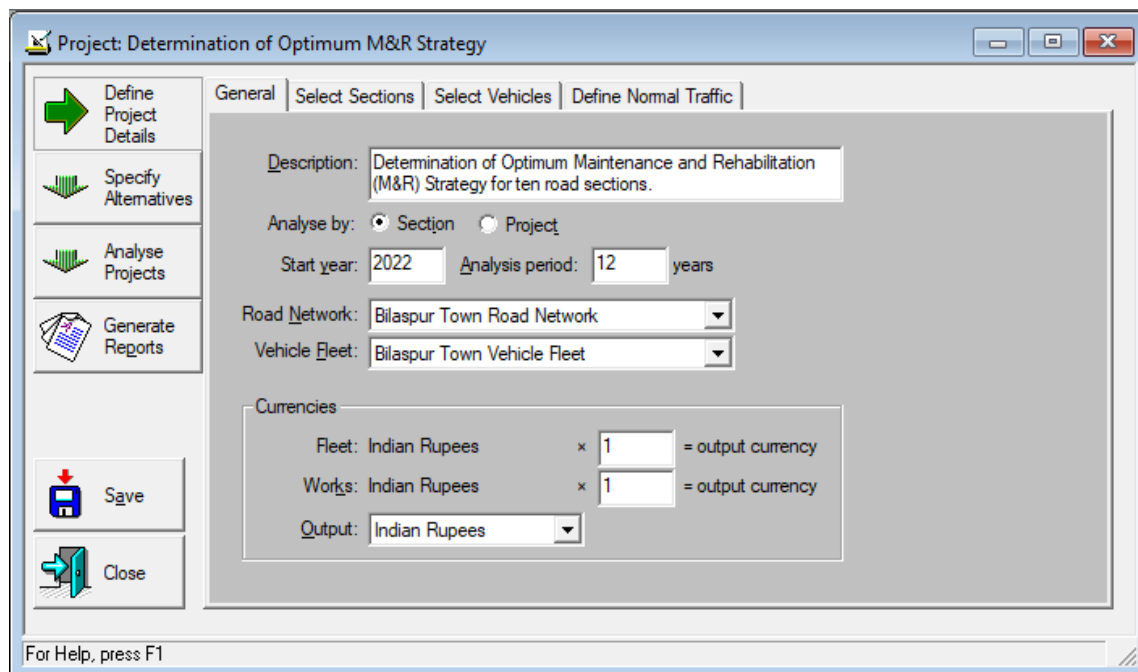 Project: Determination of Optimum M&R Strategy
Define
Project
Details
Specify
Alternatives
Analyse
Projects
Generate
Reports
Save
Close
General Select Sections Select Vehicles Define Normal Traffic
Description: Determination of Optimum Maintenance and Rehabilitation
(M&R) Strategy for ten road sections.
Analyse by: Section Project
Start year: 2022 Analysis period: 12 years
Road Network: Bilaspur Town Road Network
Vehicle Fleet: Bilaspur Town Vehicle Fleet
Currencies
Fleet: Indian Rupees × 1 = output currency
Works: Indian Rupees × 1 = output currency
Output: Indian Rupees
For Help, press F1